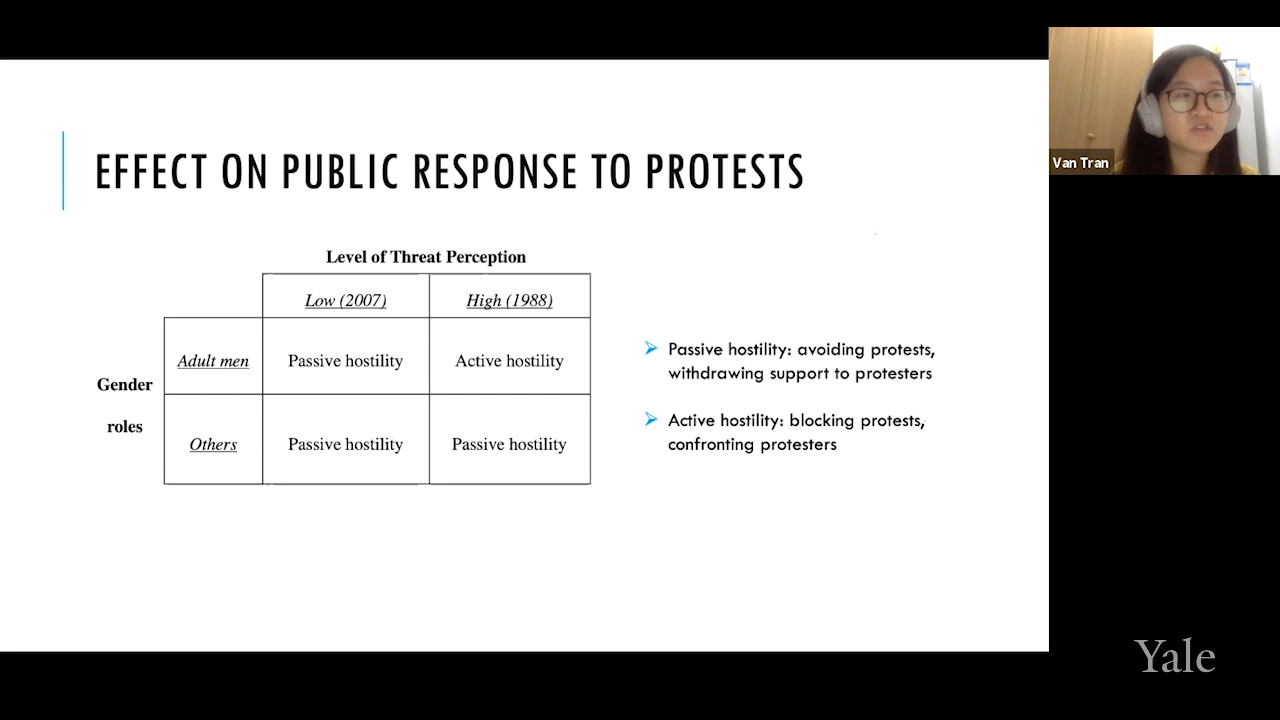 EFFECT ON PUBLIC RESPONSE TO PROTESTS
Level of Threat Perception
Low (2007)
High (1988)
Gender
roles
Adult men
Passive hostility
Active hostility
Others
Passive hostility
Passive hostility
Passive hostility: avoiding protests,
withdrawing support to protesters
Active hostility: blocking protests,
confronting protesters
Van Tran
Yale